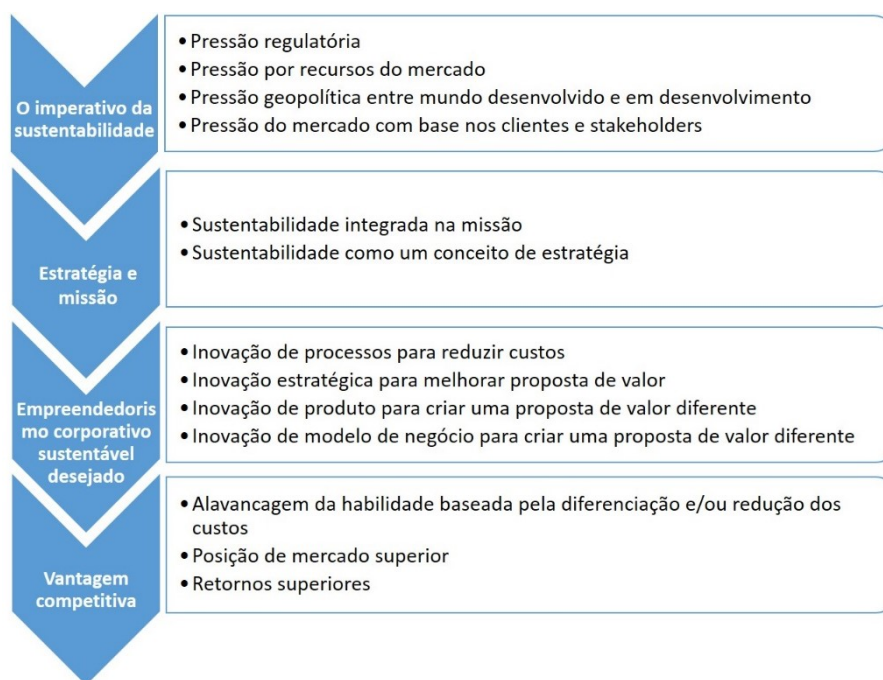 O imperativo da
sustentabilidade
• Pressão regulatória
• Pressão por recursos do mercado
• Pressão geopolítica entre mundo desenvolvido e em desenvolvimento
• Pressão do mercado com base nos clientes e stakeholders
Estratégia e
missão
• Sustentabilidade integrada na missão
• Sustentabilidade como um conceito de estratégia
Empreendedoris
mo corporativo
sustentável
desejado
• Inovação de processos para reduzir custos
• Inovação estratégica para melhorar proposta de valor
• Inovação de produto para criar uma proposta de valor diferente
• Inovação de modelo de negócio para criar uma proposta de valor diferente
Vantagem
competitiva
• Alavancagem da habilidade baseada pela diferenciação e/ou redução dos
custos
• Posição de mercado superior
• Retornos superiores